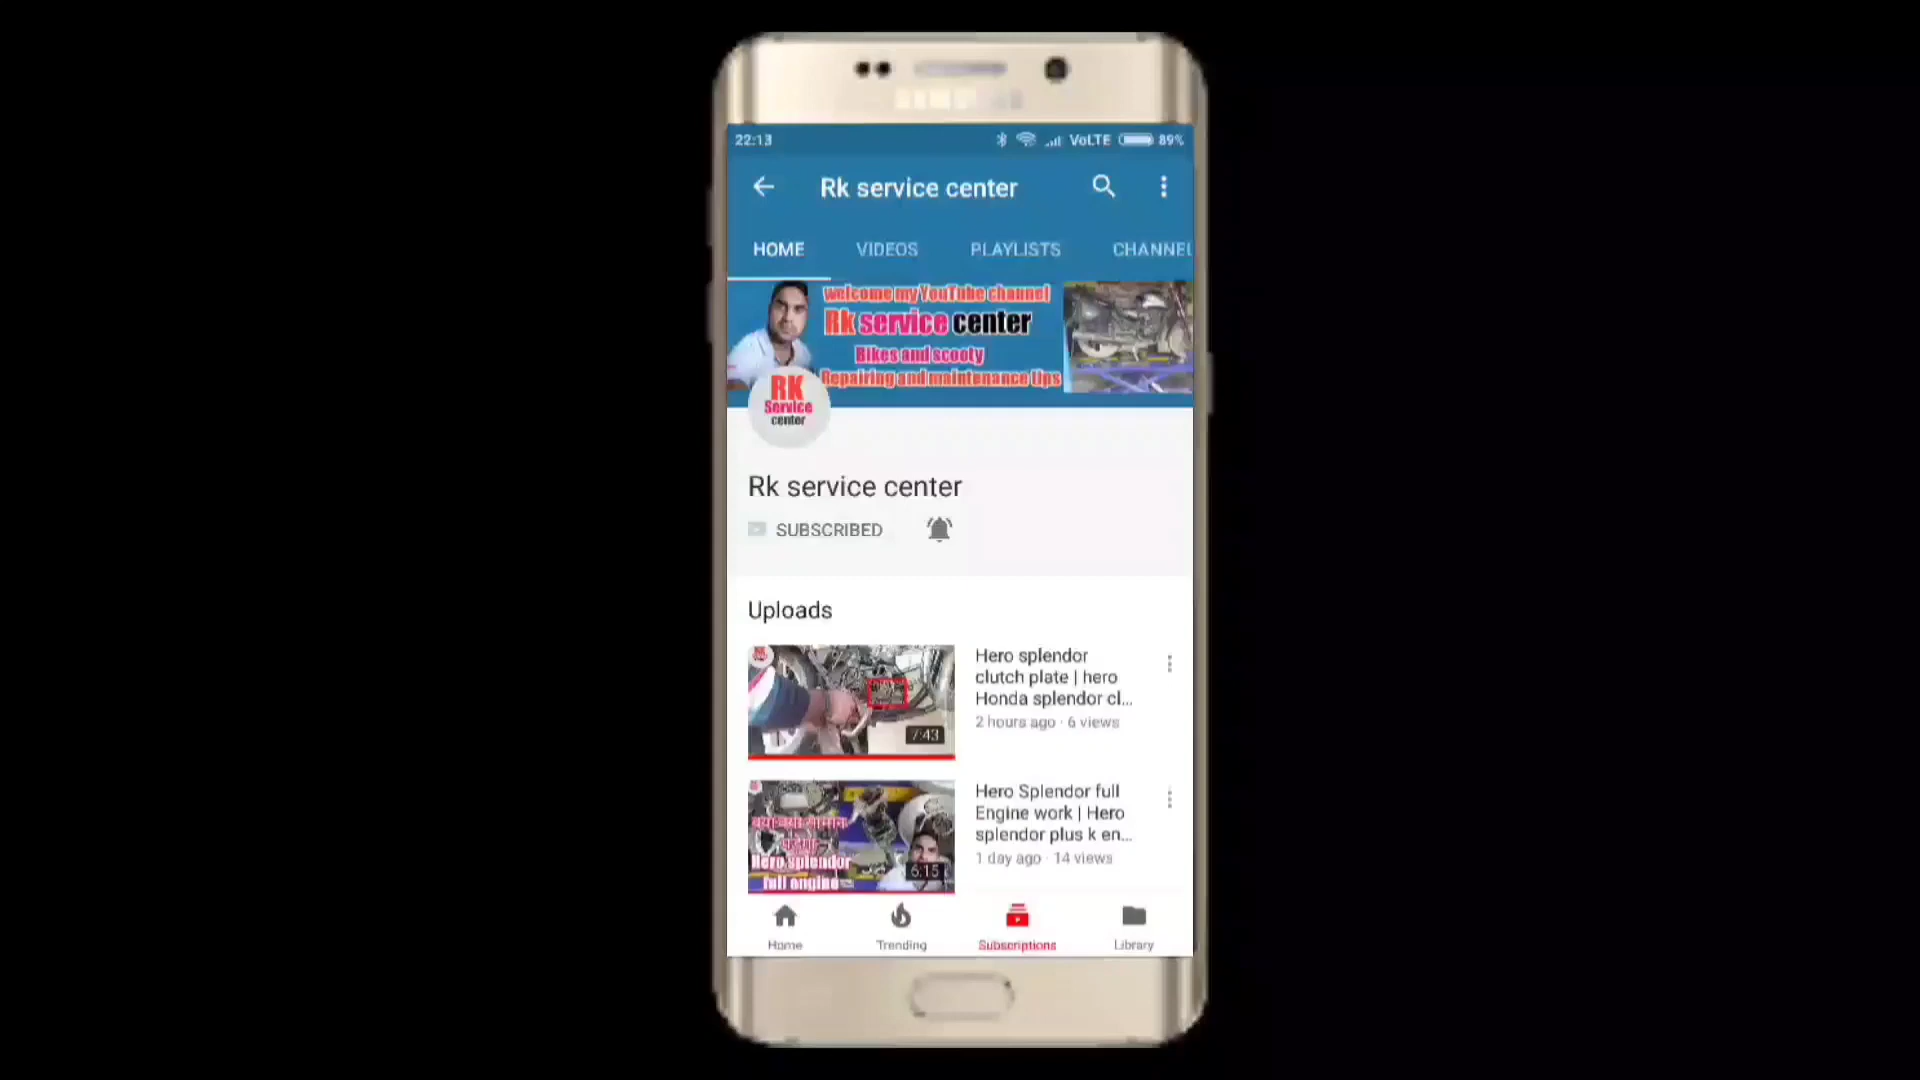 22:13
VoLTE 89%
Rk service center
HOME VIDEOS PLAYLISTS CHANNEL
welcome my YouTube channel
Rk service center
Bikes and scooty
Repairing and maintenance tips
RK
Service
center
Rk service center
SUBSCRIBED
Uploads
Hero splendor
clutch plate | hero
Honda splendor cl...
2 hours ago · 6 views
7:43
Hero Splendor full
Engine work | Hero
splendor plus k en...
1 day ago · 14 views
Hero splendor
full engine
6:15
Home Trending Subscriptions Library